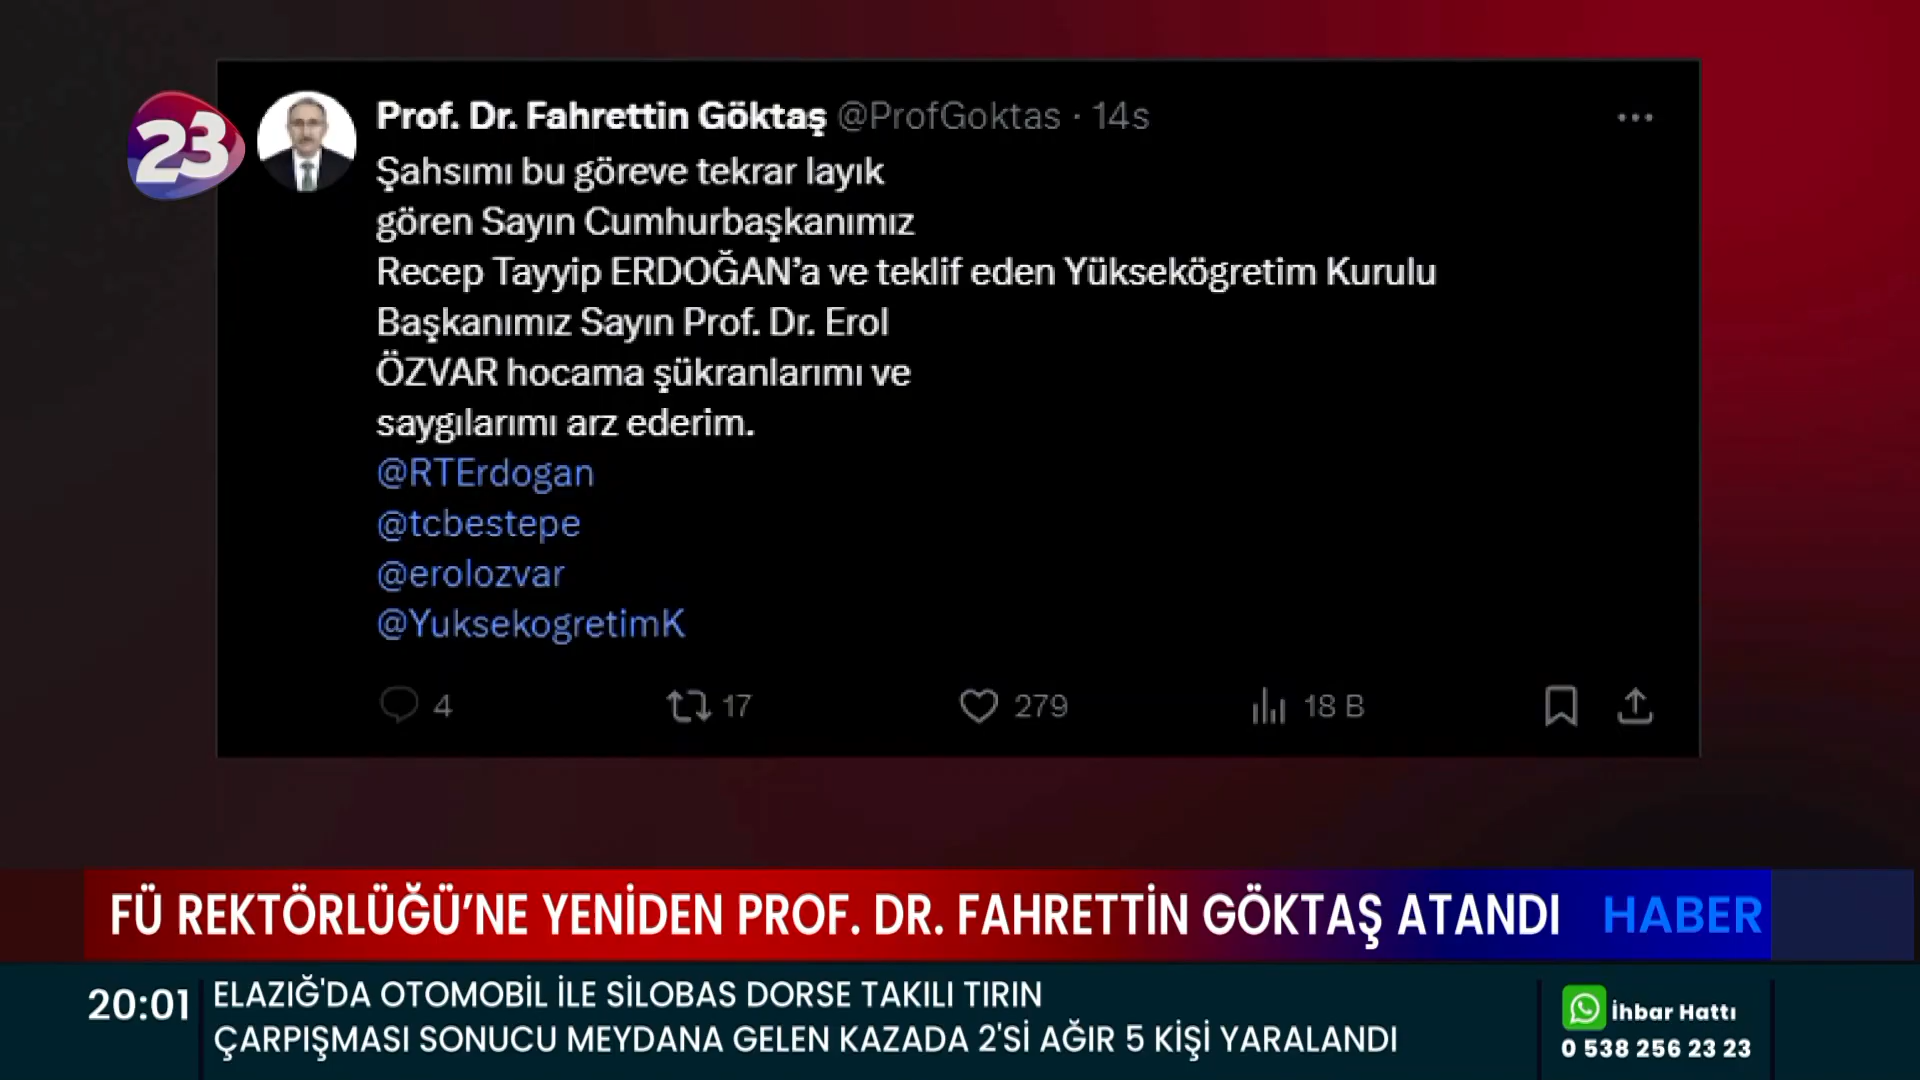 23
Prof. Dr. Fahrettin Göktaş @ProfGoktas · 14s
Şahsımı bu göreve tekrar layık
gören Sayın Cumhurbaşkanımız
Recep Tayyip ERDOĞAN’a ve teklif eden Yükseköğretim Kurulu
Başkanımız Sayın Prof. Dr. Erol
ÖZVAR hocama şükranlarımı ve
saygılarımı arz ederim.
@RTErdogan
@tcbestepe
@erolozvar
@YuksekogretimK
4 17 279 18 B
FÜ REKTÖRLÜĞÜ’NE YENİDEN PROF. DR. FAHRETTİN GÖKTAŞ ATANDI HABER
20:01
ELAZIĞ'DA OTOMOBİL İLE SİLOBAS DORSE TAKILI TIRIN
ÇARPIŞMASI SONUCU MEYDANA GELEN KAZADA 2'Sİ AĞIR 5 KİŞİ YARALANDI
İhbar Hattı
0 538 256 23 23